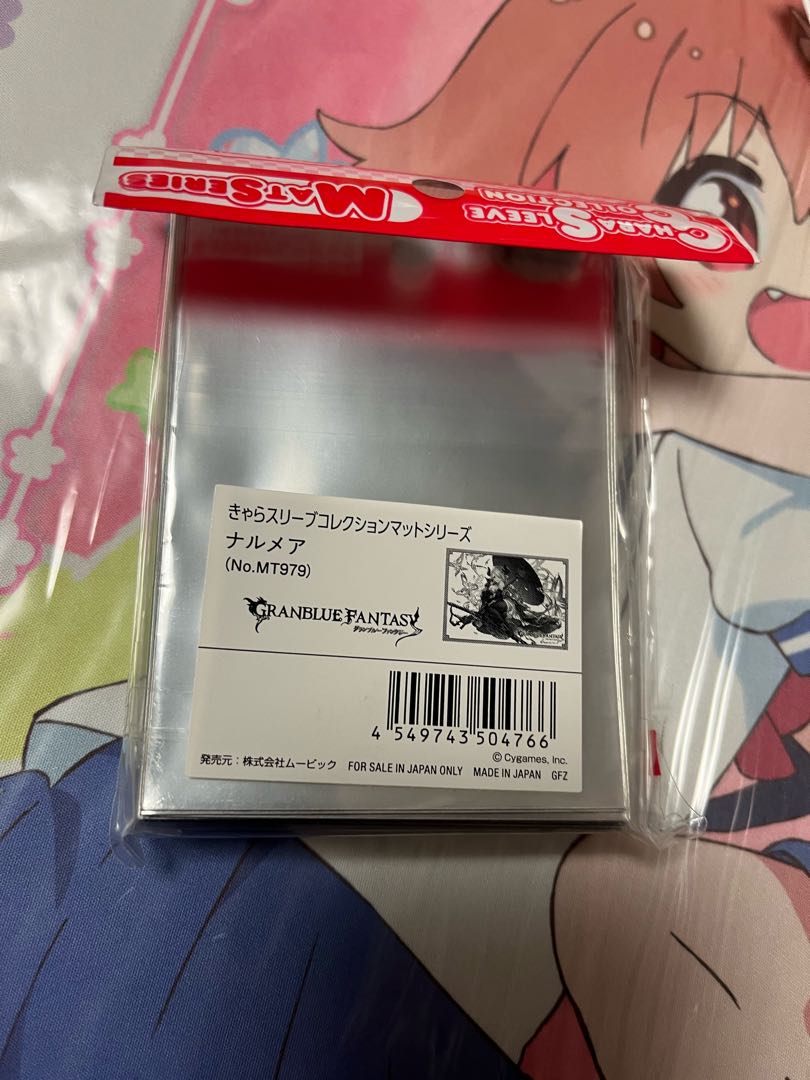 CHARA SLEEVE
COLLECTION
MAT SERIES
きゃらスリーブコレクションマットシリーズ
ナルメア
(No.MT979)
GRANBLUE FANTASY
グランブルーファンタジー
GRANBLUE FANTASY
4 549743 504766
© Cygames, Inc.
発売元：株式会社ムービック FOR SALE IN JAPAN ONLY MADE IN JAPAN GFZ